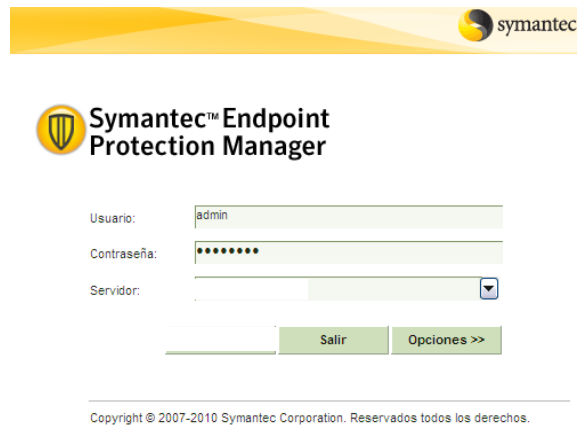 symantec
Symantec™ Endpoint
Protection Manager
Usuario: admin
Contraseña: ••••••••
Servidor:
Salir Opciones >>
Copyright © 2007-2010 Symantec Corporation. Reservados todos los derechos.